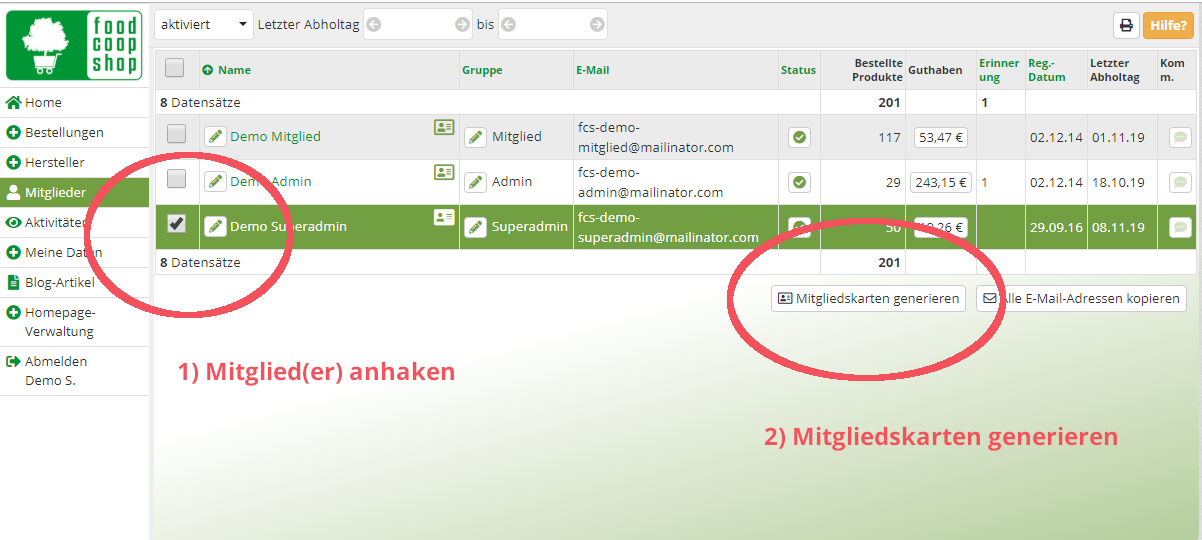 food
coop
shop
aktiviert
Letzter Abholtag
bis
Hilfe?
Home
Bestellungen
Hersteller
Mitglieder
Aktivitäten
Meine Daten
Blog-Artikel
Homepage-
Verwaltung
Abmelden
Demo S.
Name Gruppe E-Mail Status Bestellte Produkte Guthaben Erinner ung Reg.- Datum Letzter Abholtag Kom m.
8 Datensätze 201 1
Demo Mitglied Mitglied fcs-demo- 117 53,47 € 02.12.14 01.11.19
mitglied@mailinator.com
Demo Admin Admin fcs-demo- 29 243,15 € 1 02.12.14 18.10.19
admin@mailinator.com
Demo Superadmin Superadmin fcs-demo- 50 29.09.16 08.11.19
superadmin@mailinator.com
8 Datensätze 201
Mitgliedskarten generieren
Alle E-Mail-Adressen kopieren
1) Mitglied(er) anhaken
2) Mitgliedskarten generieren